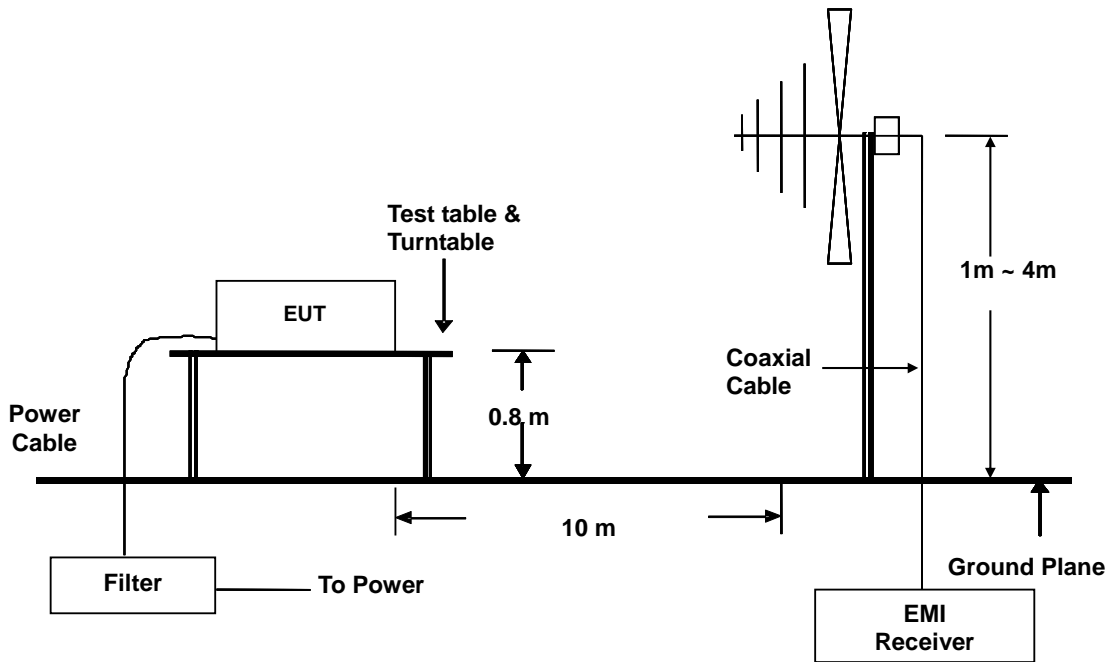 Test table &
Turntable
EUT
1m ~ 4m
Coaxial
Cable
0.8 m
Power
Cable
10 m
Filter
To Power
Ground Plane
EMI
Receiver